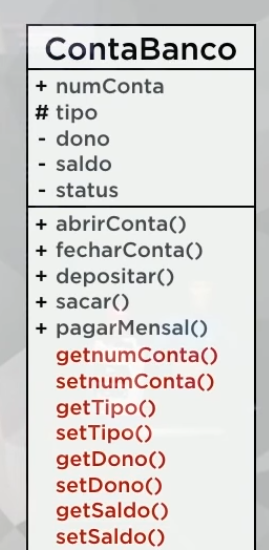 ContaBanco
+ numConta
# tipo
- dono
- saldo
- status
+ abrirConta()
+ fecharConta()
+ depositar()
+ sacar()
+ pagarMensal()
getnumConta()
setnumConta()
getTipo()
setTipo()
getDono()
setDono()
getSaldo()
setSaldo()